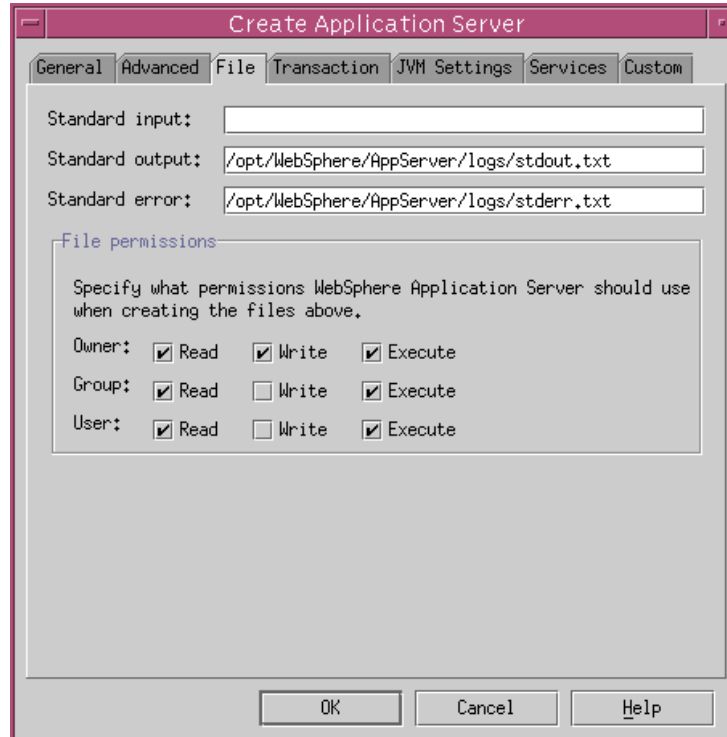 Create Application Server
General Advanced File Transaction JVM Settings Services Custom
Standard input:
Standard output: /opt/WebSphere/AppServer/logs/stdout.txt
Standard error: /opt/WebSphere/AppServer/logs/stderr.txt
File permissions
Specify what permissions WebSphere Application Server should use
when creating the files above.
Owner: Read Write Execute
Group: Read Write Execute
User: Read Write Execute
OK Cancel Help